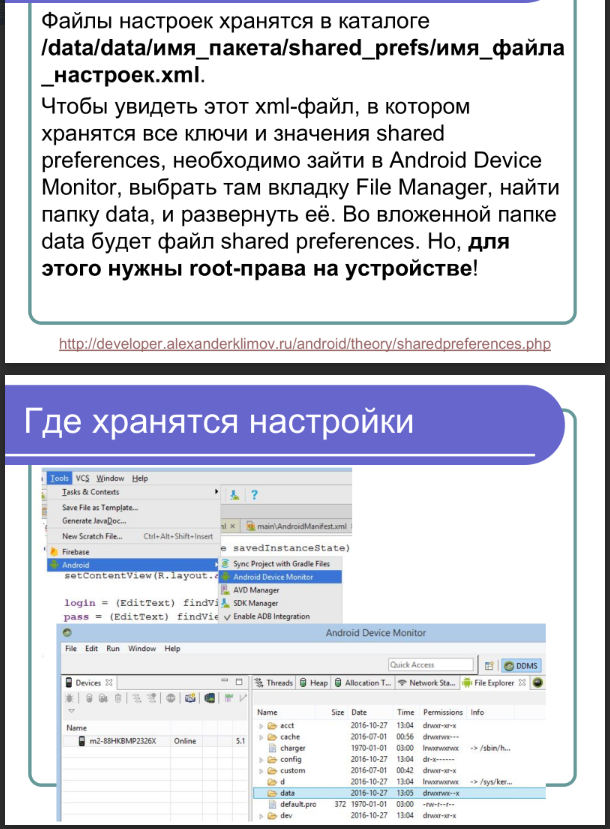 Файлы настроек хранятся в каталоге
/data/data/имя_пакета/shared_prefs/имя_файла
_настроек.xml.
Чтобы увидеть этот xml-файл, в котором
хранятся все ключи и значения shared
preferences, необходимо зайти в Android Device
Monitor, выбрать там вкладку File Manager, найти
папку data, и развернуть её. Во вложенной папке
data будет файл shared preferences. Но, для
этого нужны root-права на устройстве!
http://developer.alexanderklimov.ru/android/theory/sharedpreferences.php
Где хранятся настройки
Tools VCS Window Help
Tasks & Contexts
Save File as Template...
Generate JavaDoc...
New Scratch File... Ctrl+Alt+Shift+Insert
main\AndroidManifest.xml
Firebase
e savedInstanceState)
Android
Sync Project with Gradle Files
setContentView(R.layout.
Android Device Monitor
AVD Manager
login = (EditText) findVi
SDK Manager
pass = (EditText) findVie
Enable ADB Integration
Android Device Monitor
File Edit Run Window Help
Quick Access
DDMS
Devices
Threads Heap Allocation T... Network Sta... File Explorer
Name
m2-88HKBMP2326X Online 5.1
Name Size Date Time Permissions Info
acct 2016-10-27 13:04 drwxr-xr-x
cache 2016-07-01 00:56 drwxrwx---
charger 1970-01-01 03:00 lrwxrwxrwx -> /sbin/h...
config 2016-10-27 13:04 dr-x------
custom 2016-07-01 00:42 drwxr-xr-x
d 2016-10-27 13:04 lrwxrwxrwx -> /sys/ker...
data 2016-10-27 13:05 drwxrwx--x
default.pro 372 1970-01-01 03:00 -rw-r--r--
dev 2016-10-27 13:04 drwxr-xr-x